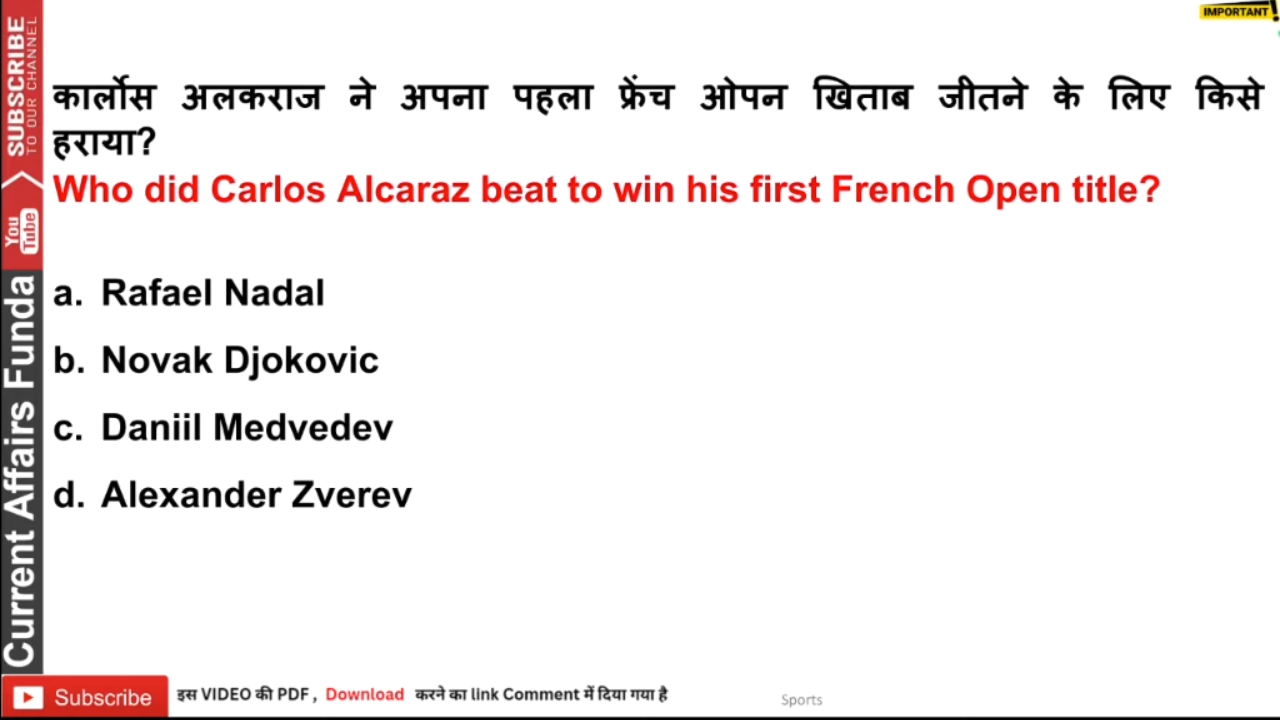 IMPORTANT!
कार्लोस अलकराज ने अपना पहला फ्रेंच ओपन खिताब जीतने के लिए किसे
हराया?
Who did Carlos Alcaraz beat to win his first French Open title?
a. Rafael Nadal
b. Novak Djokovic
c. Daniil Medvedev
d. Alexander Zverev
SUBSCRIBE
TO OUR CHANNEL
You
Tube
Current Affairs Funda
Subscribe
इस VIDEO की PDF , Download करने का link Comment में दिया गया है
Sports